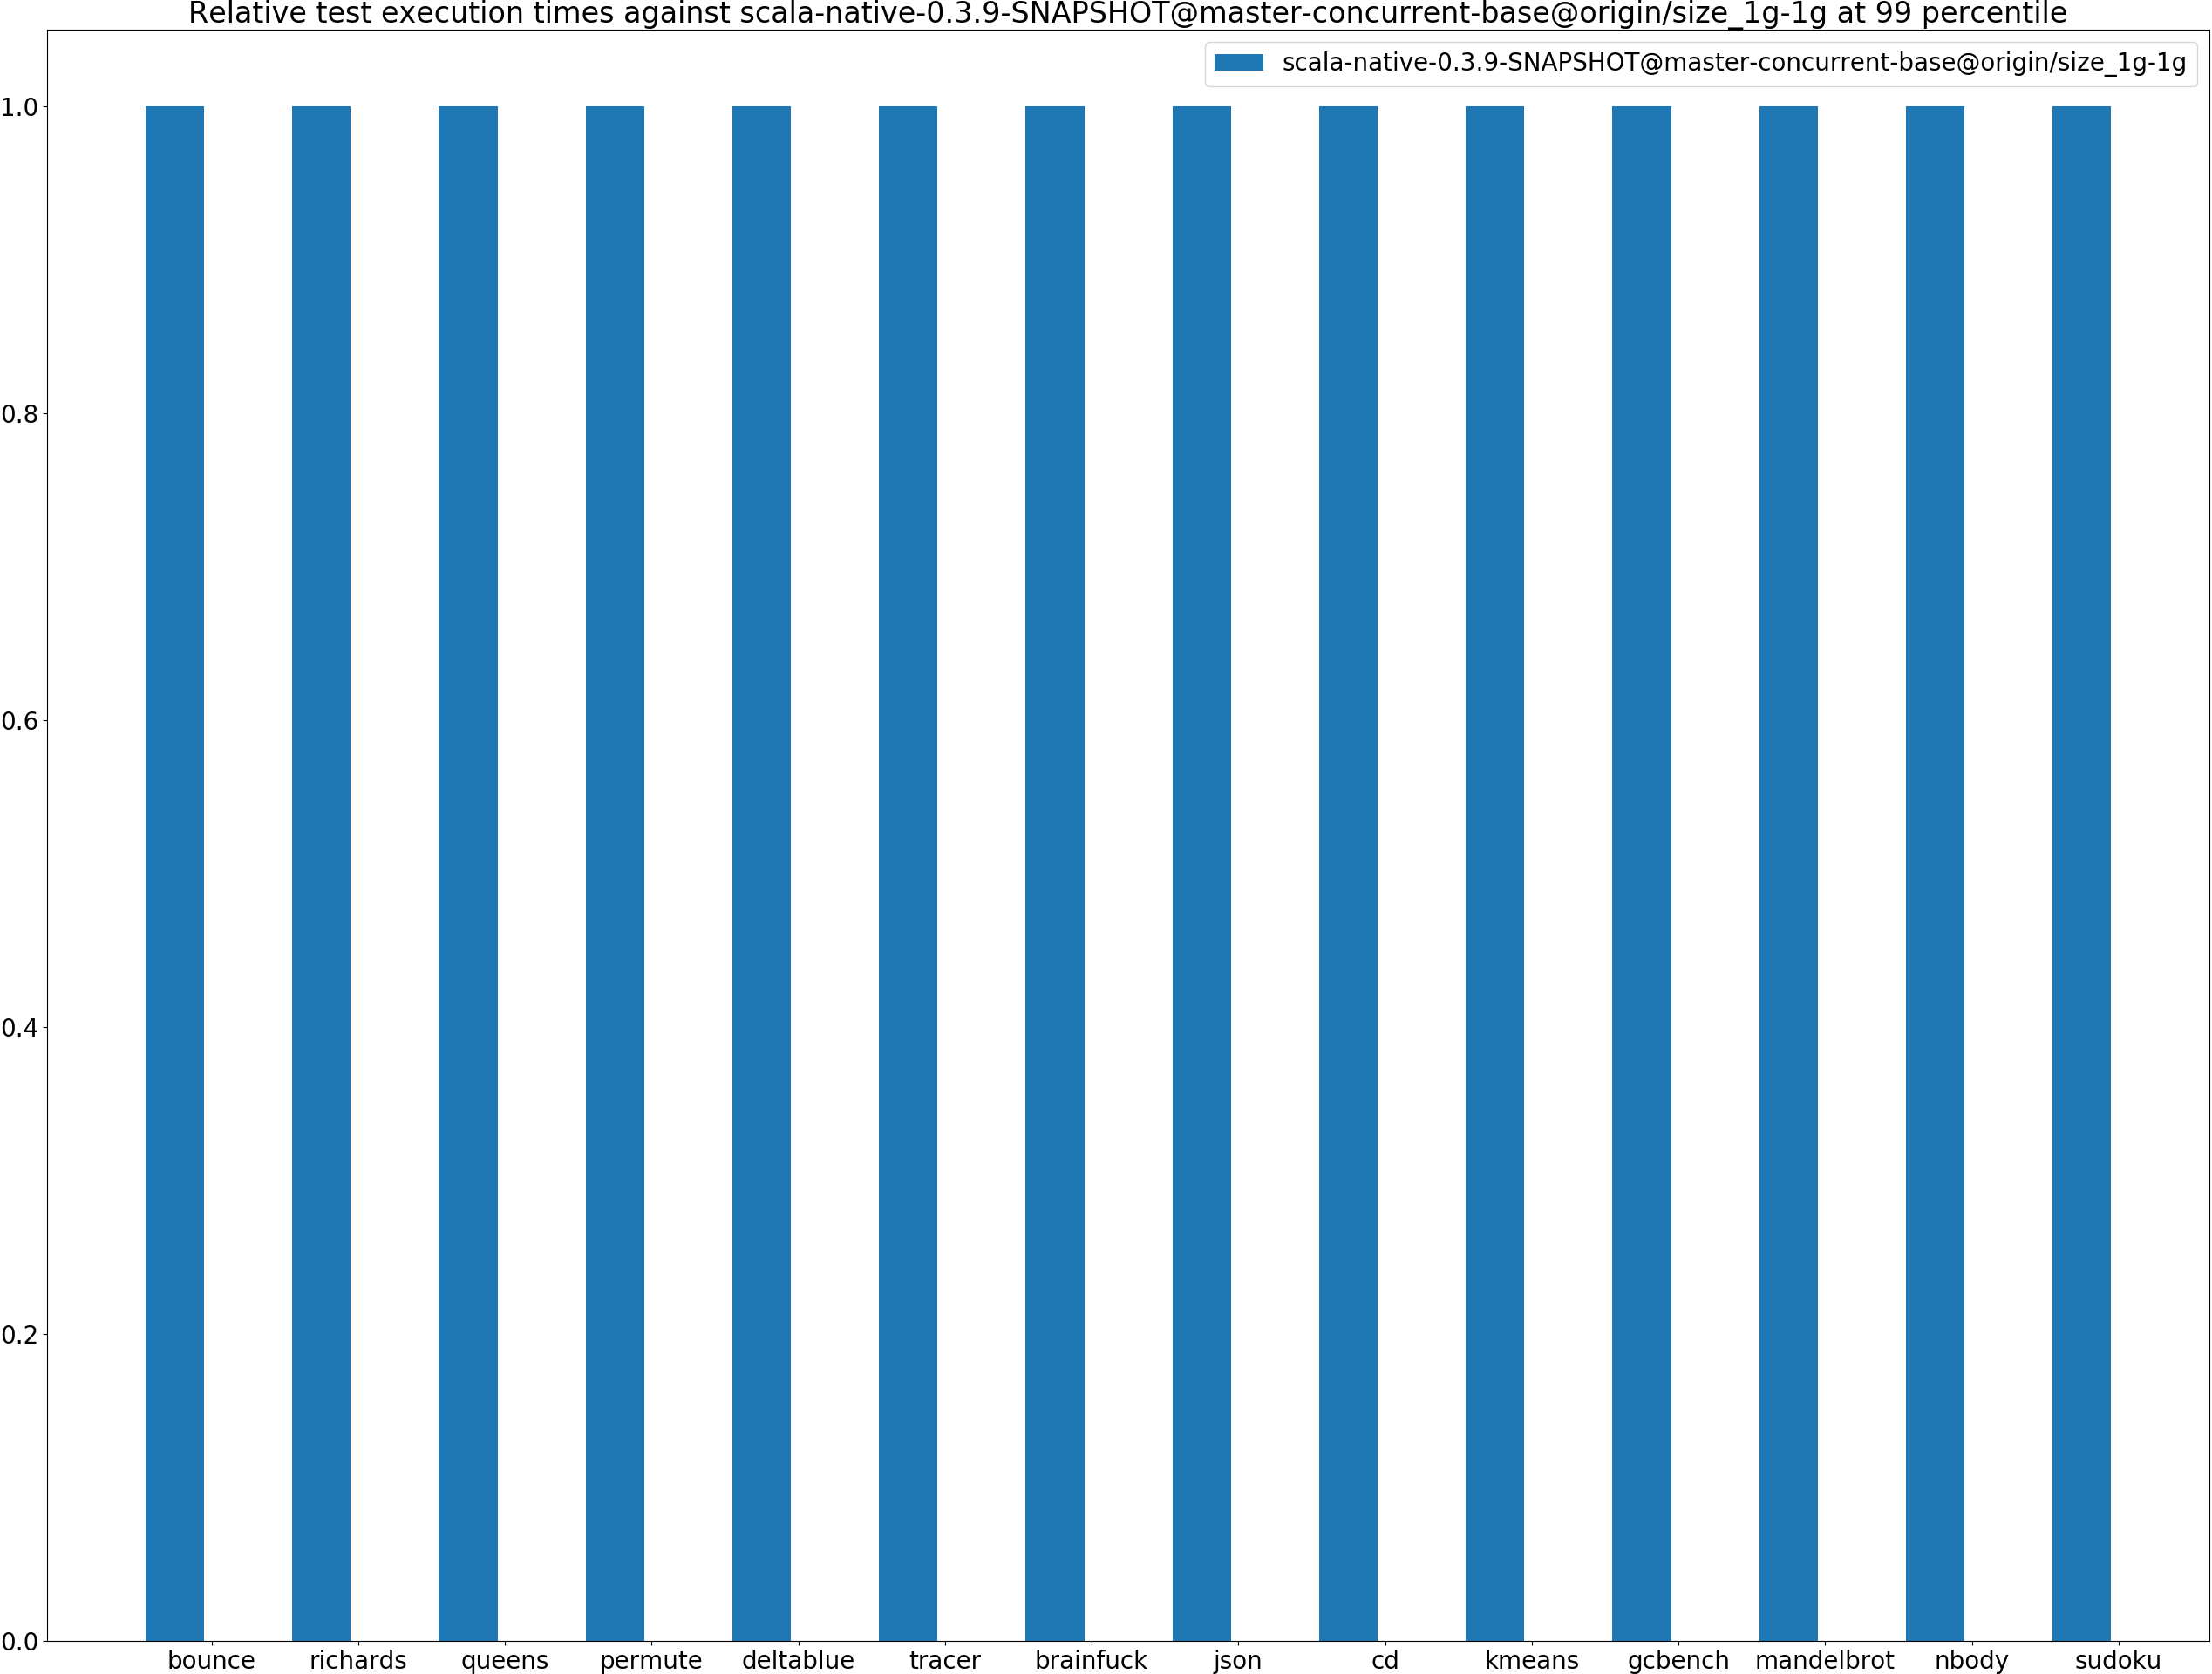 Relative test execution times against scala-native-0.3.9-SNAPSHOT@master-concurrent-base@origin/size_1g-1g at 99 percentile
scala-native-0.3.9-SNAPSHOT@master-concurrent-base@origin/size_1g-1g
1.0
0.8
0.6
0.4
0.2
0.0
bounce richards queens permute deltablue tracer brainfuck json cd kmeans gcbench mandelbrot nbody sudoku